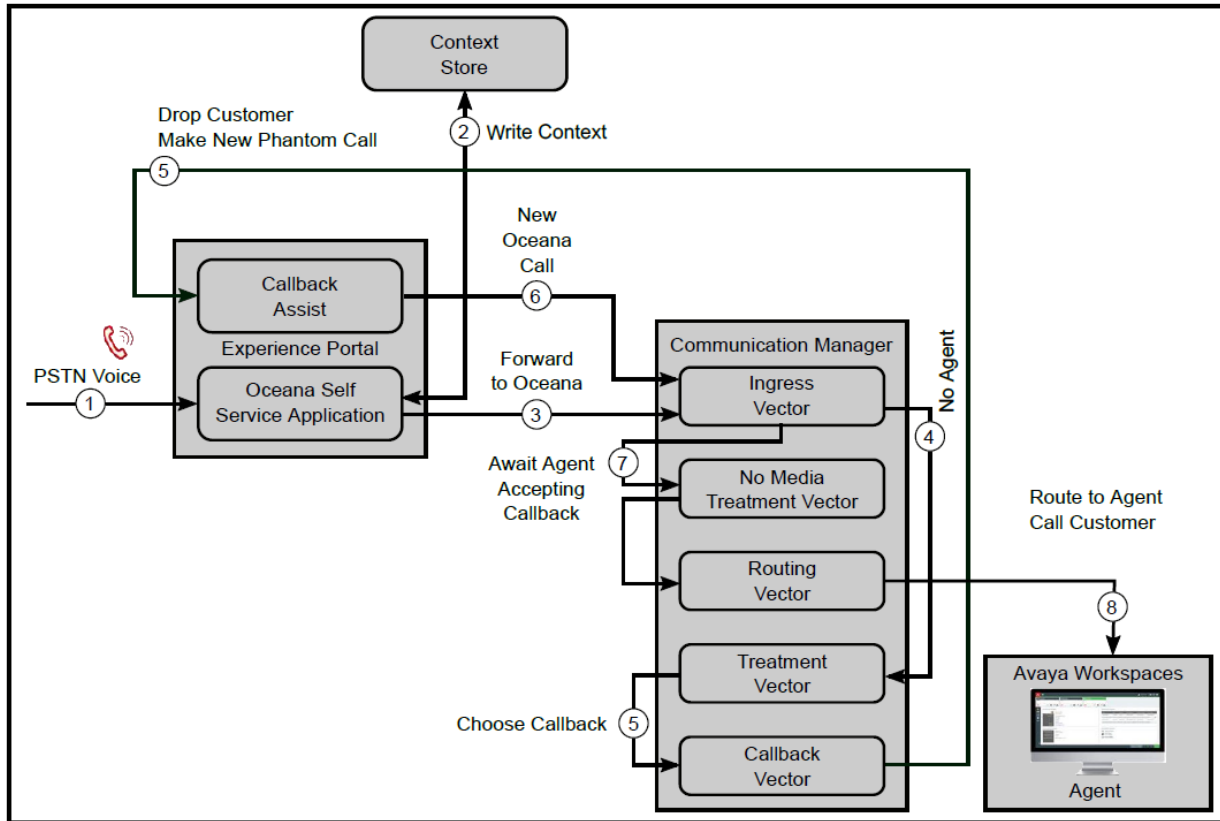 Context
Store
Drop Customer
Make New Phantom Call
2
Write Context
5
New
Oceana
Call
6
Callback
Assist
Experience Portal
PSTN Voice
1
Oceana Self
Service Application
Forward
to Oceana
3
Communication Manager
Ingress
Vector
No Agent
4
Await Agent
Accepting
Callback
7
No Media
Treatment Vector
Route to Agent
Call Customer
Routing
Vector
8
Treatment
Vector
Choose Callback
5
Callback
Vector
Avaya Workspaces
Agent